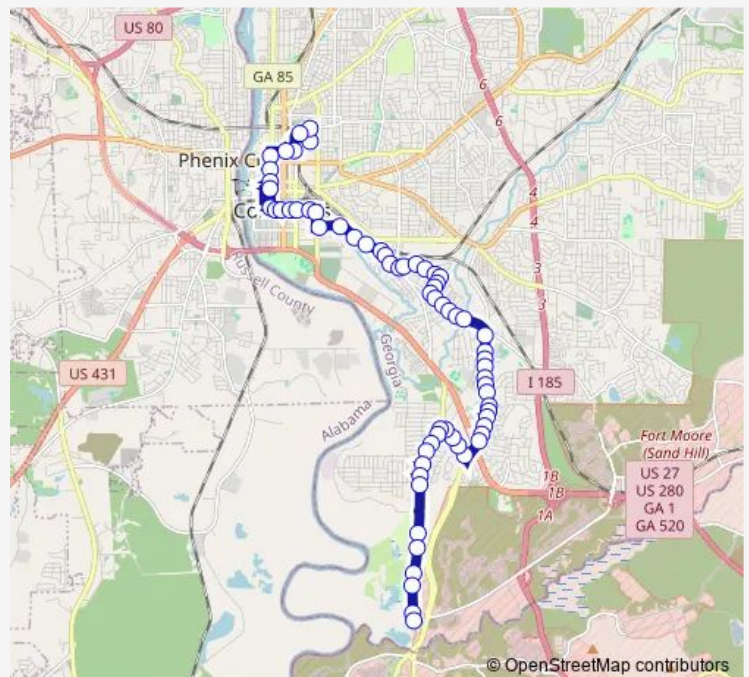 US 80
GA 85
6
6
Phenix C
Co
s
4
4
3
3
Russell County
Georgia
US 431
I 185
Alabama
Fort Moore
(Sand Hill)
US 27
US 280
GA 1
GA 520
1B
1B
1A
© OpenStreetMap contributors